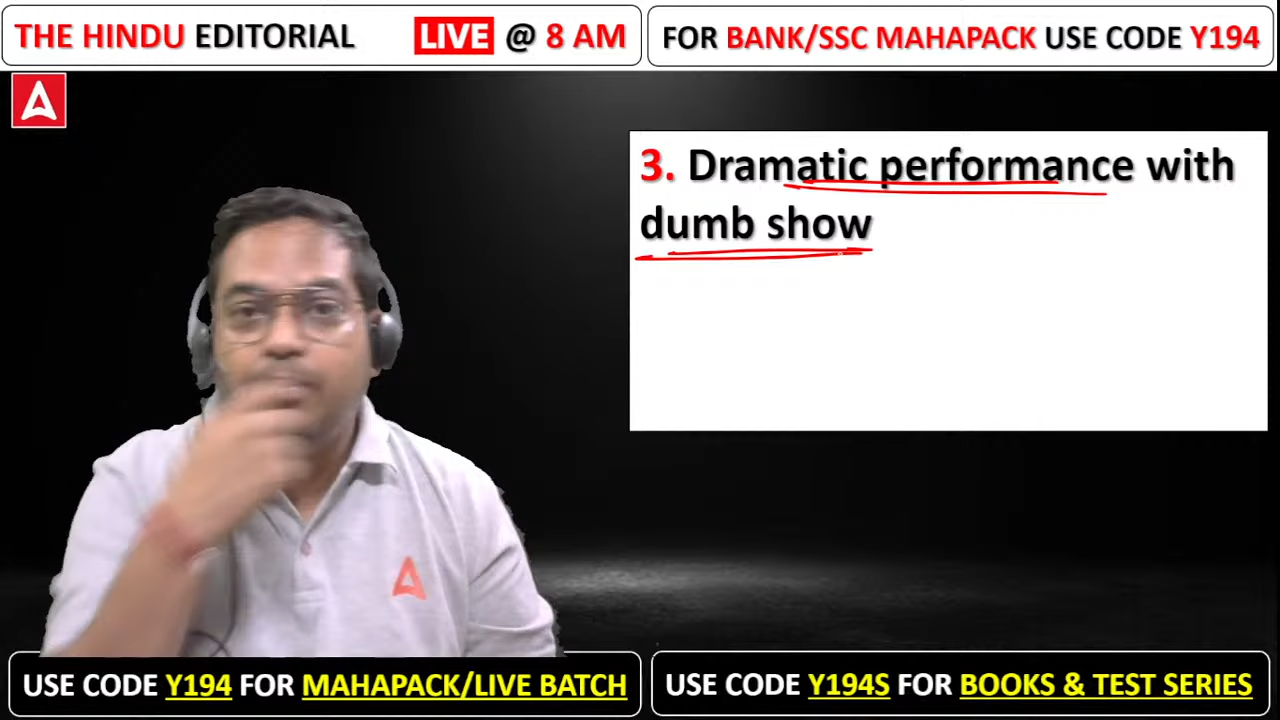 THE HINDU EDITORIAL LIVE @ 8 AM
FOR BANK/SSC MAHAPACK USE CODE Y194
3. Dramatic performance with
dumb show
USE CODE Y194 FOR MAHAPACK/LIVE BATCH
USE CODE Y194S FOR BOOKS & TEST SERIES